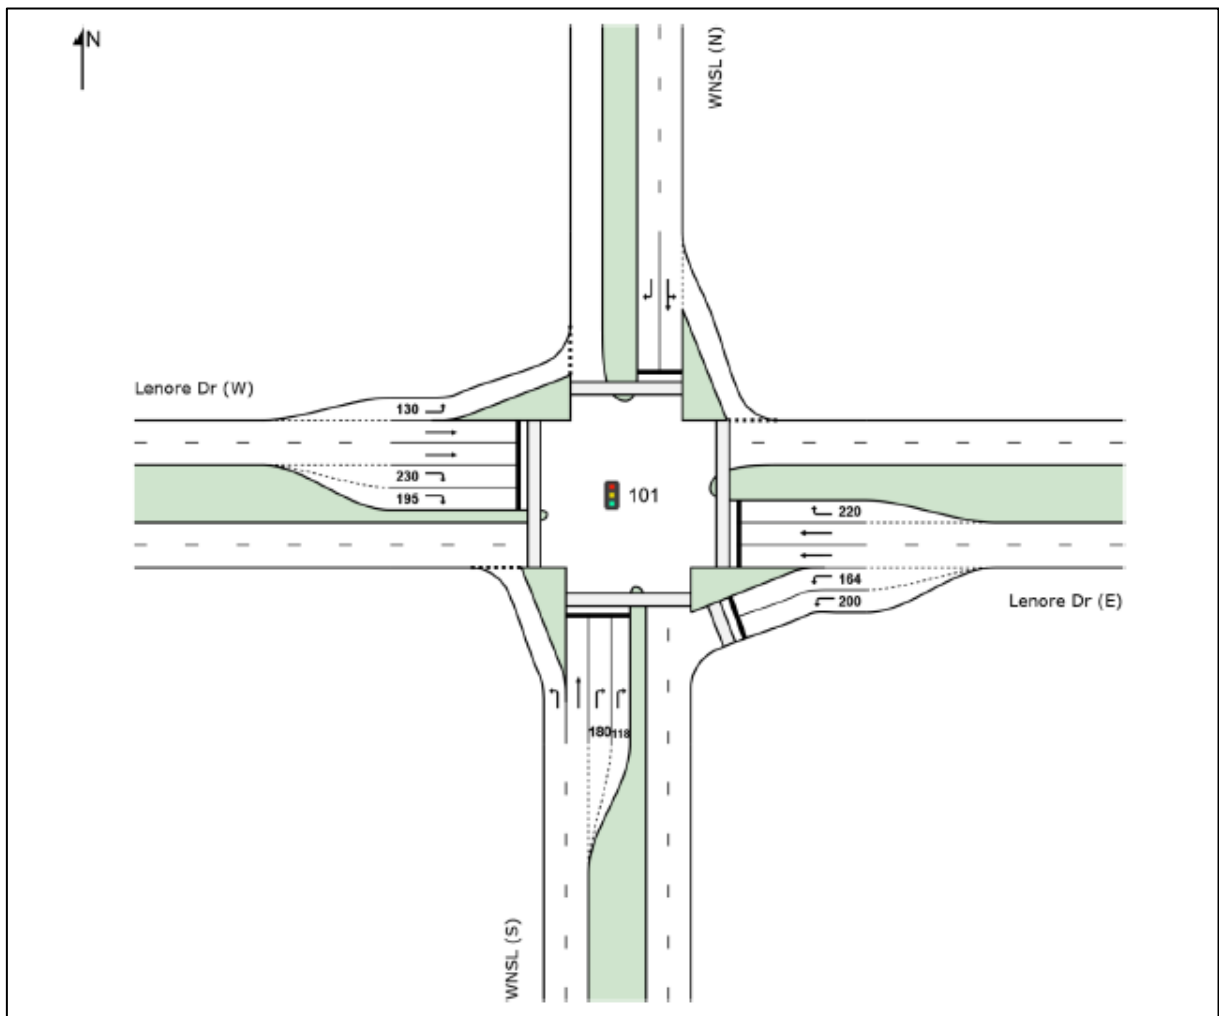 N
WNSL (N)
Lenore Dr (W)
130
230
195
101
220
164
200
Lenore Dr (E)
180
118
WNSL (S)